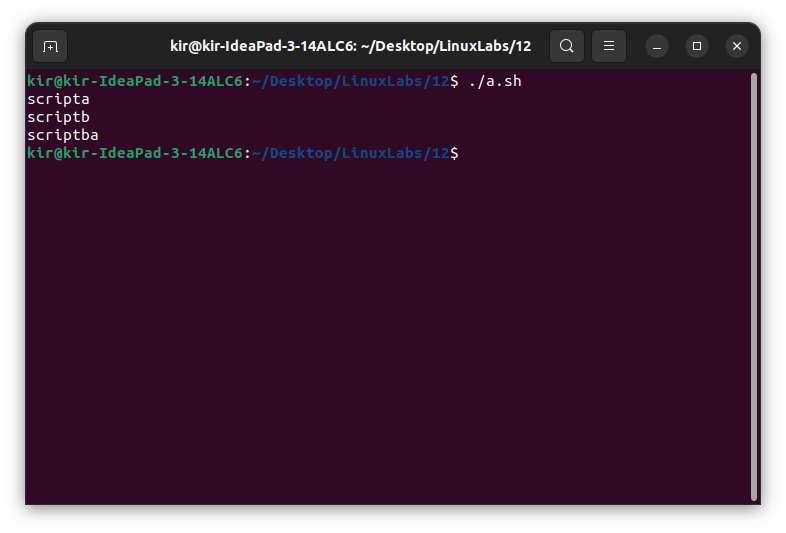 kir@kir-IdeaPad-3-14ALC6: ~/Desktop/LinuxLabs/12
kir@kir-IdeaPad-3-14ALC6:~/Desktop/LinuxLabs/12$ ./a.sh
scripta
scriptb
scriptba
kir@kir-IdeaPad-3-14ALC6:~/Desktop/LinuxLabs/12$